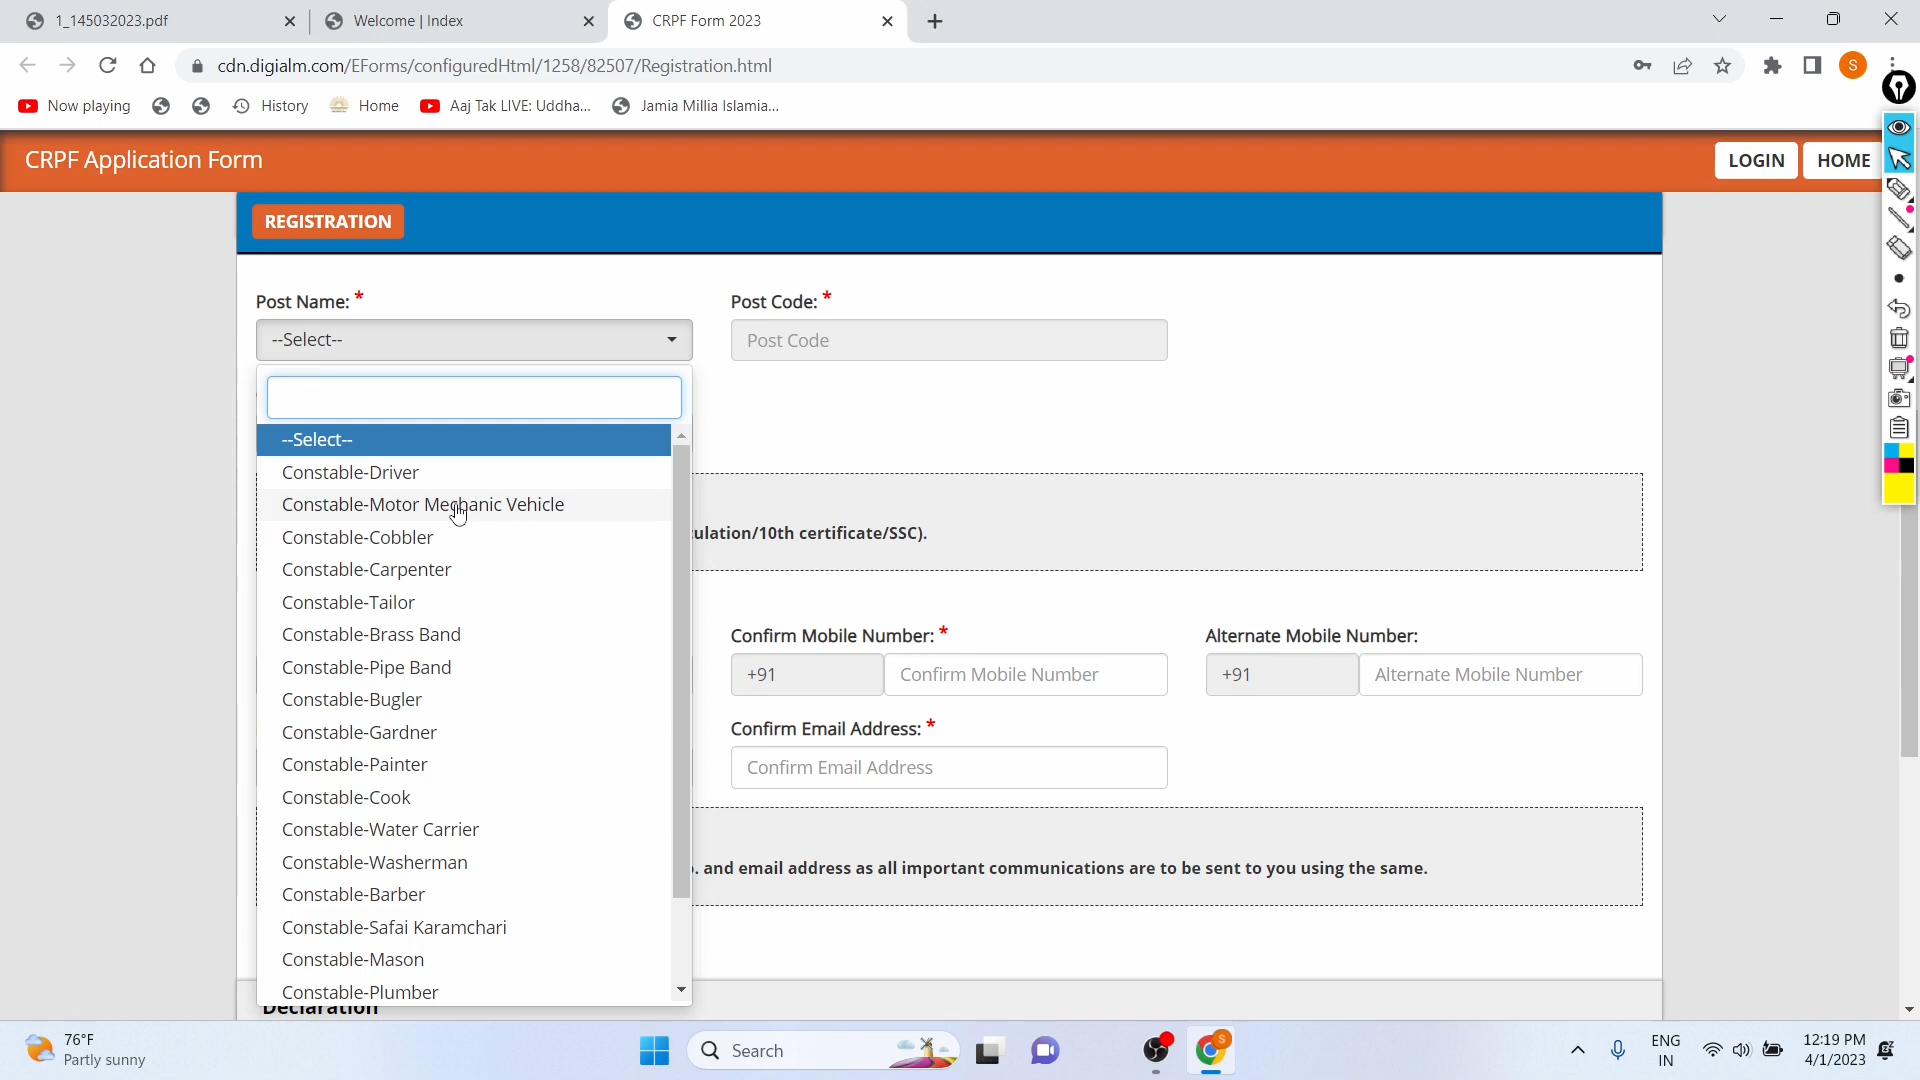 1_145032023.pdf
Welcome | Index
CRPF Form 2023
cdn.digialm.com/EForms/configuredHtml/1258/82507/Registration.html
S
Now playing
History
Home
Aaj Tak LIVE: Uddha...
Jamia Millia Islamia...
CRPF Application Form
LOGIN
HOME
REGISTRATION
Post Name: *
Post Code: *
--Select--
Post Code
--Select--
Constable-Driver
Constable-Motor Mechanic Vehicle
Constable-Cobbler
Constable-Carpenter
Constable-Tailor
Constable-Brass Band
Constable-Pipe Band
Constable-Bugler
Constable-Gardner
Constable-Painter
Constable-Cook
Constable-Water Carrier
Constable-Washerman
Constable-Barber
Constable-Safai Karamchari
Constable-Mason
Constable-Plumber
ulation/10th certificate/SSC).
Confirm Mobile Number: *
Alternate Mobile Number:
+91
Confirm Mobile Number
+91
Alternate Mobile Number
Confirm Email Address: *
Confirm Email Address
. and email address as all important communications are to be sent to you using the same.
Declaration
76°F
Partly sunny
Search
S
ENG
IN
12:19 PM
4/1/2023